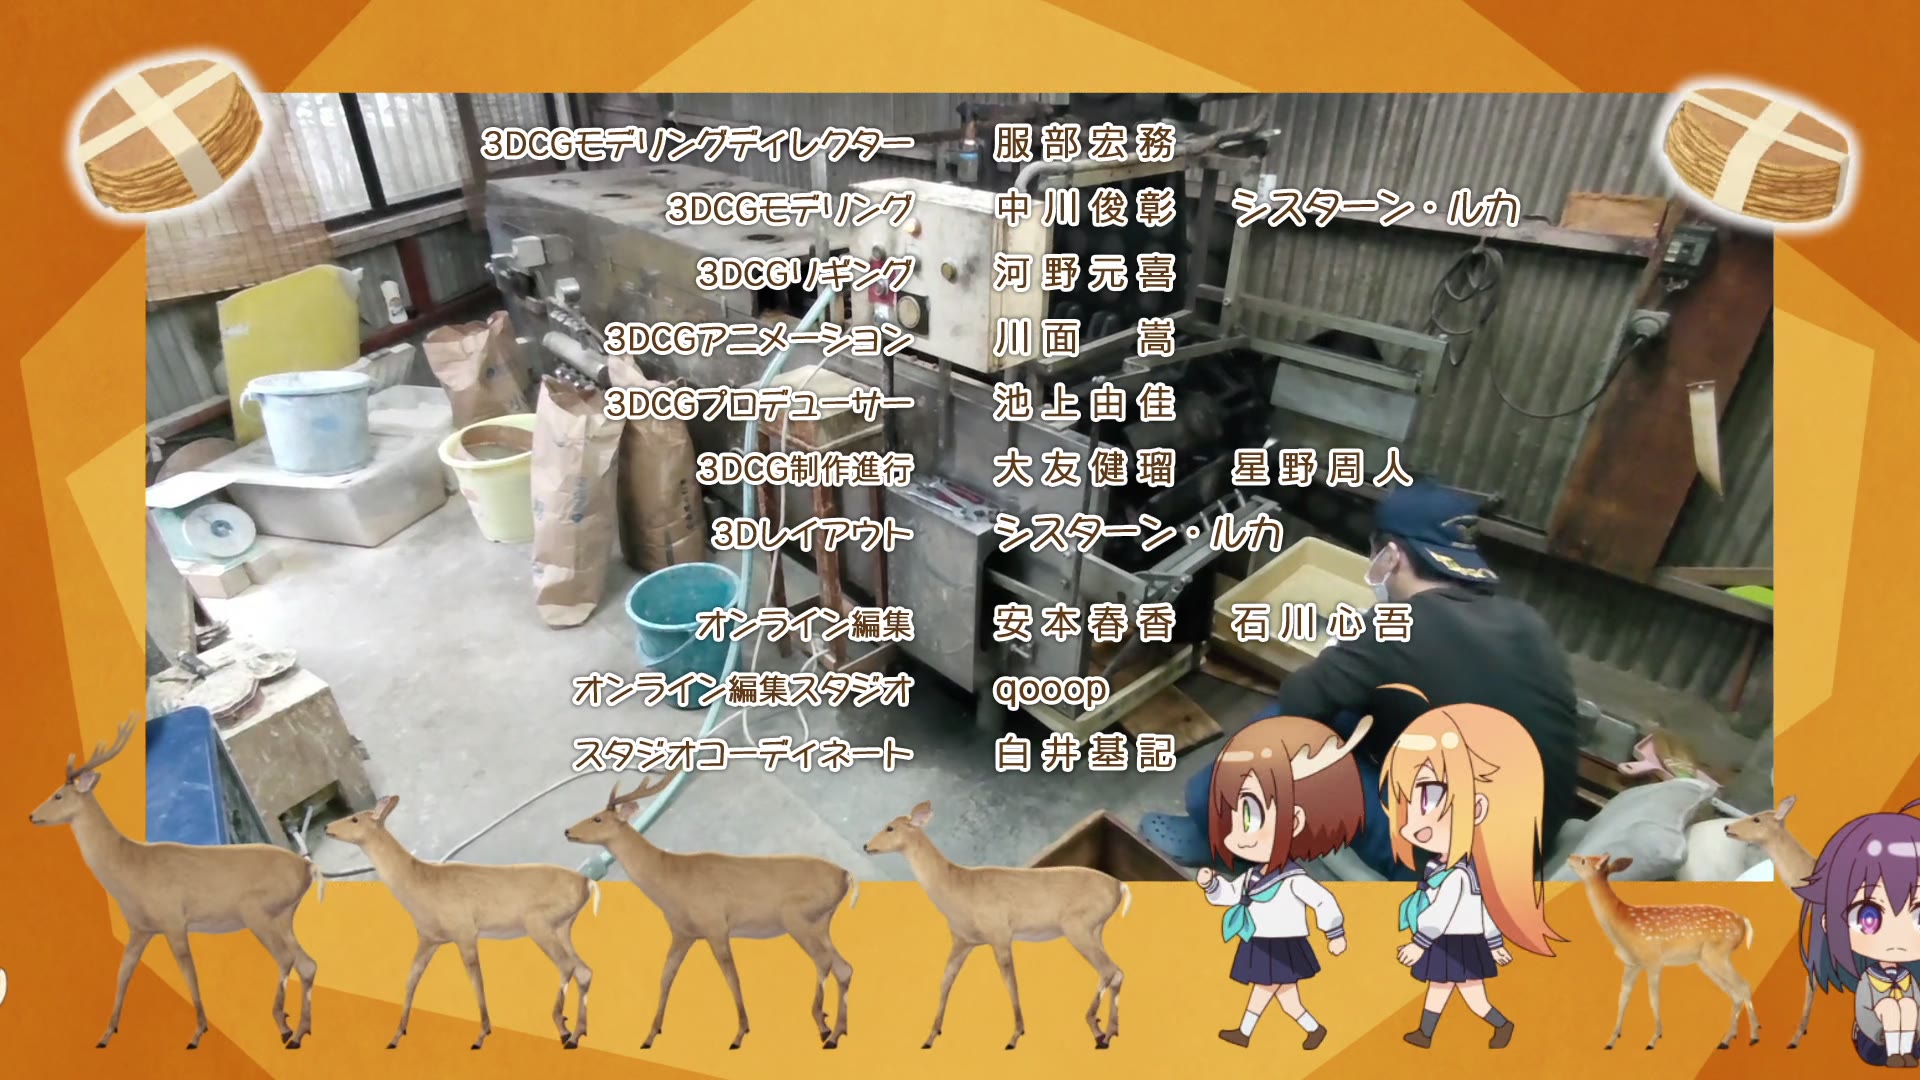 3DCGモデリングディレクター 服部宏務
3DCGモデリング 中川俊彰 シスターン・ルカ
3DCGリギング 河野元喜
3DCGアニメーション 川面 嵩
3DCGプロデューサー 池上由佳
3DCG制作進行 大友健瑠 星野周人
3Dレイアウト シスターン・ルカ
オンライン編集 安本春香 石川心吾
オンライン編集スタジオ qooop
スタジオコーディネート 白井基記